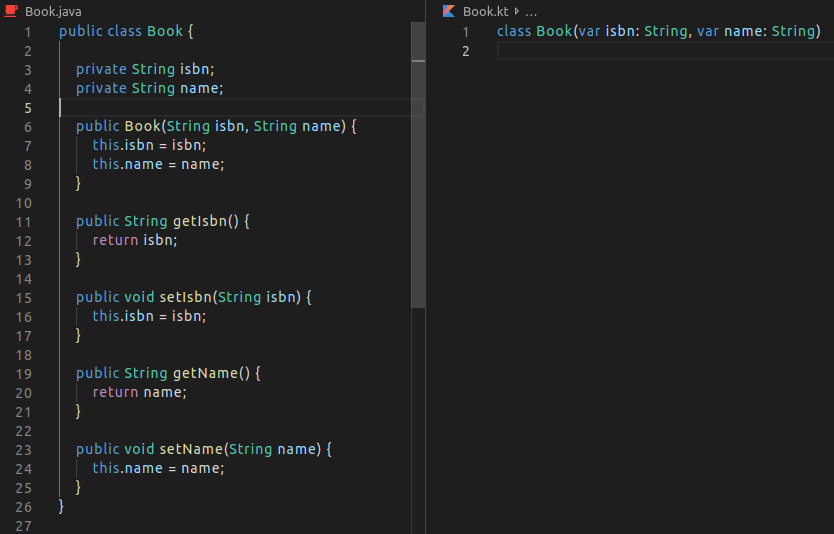 Book.java
1 public class Book {
2
3 private String isbn;
4 private String name;
5
6 public Book(String isbn, String name) {
7 this.isbn = isbn;
8 this.name = name;
9 }
10
11 public String getIsbn() {
12 return isbn;
13 }
14
15 public void setIsbn(String isbn) {
16 this.isbn = isbn;
17 }
18
19 public String getName() {
20 return name;
21 }
22
23 public void setName(String name) {
24 this.name = name;
25 }
26 }
27
Book.kt ▸ ...
1 class Book(var isbn: String, var name: String)
2